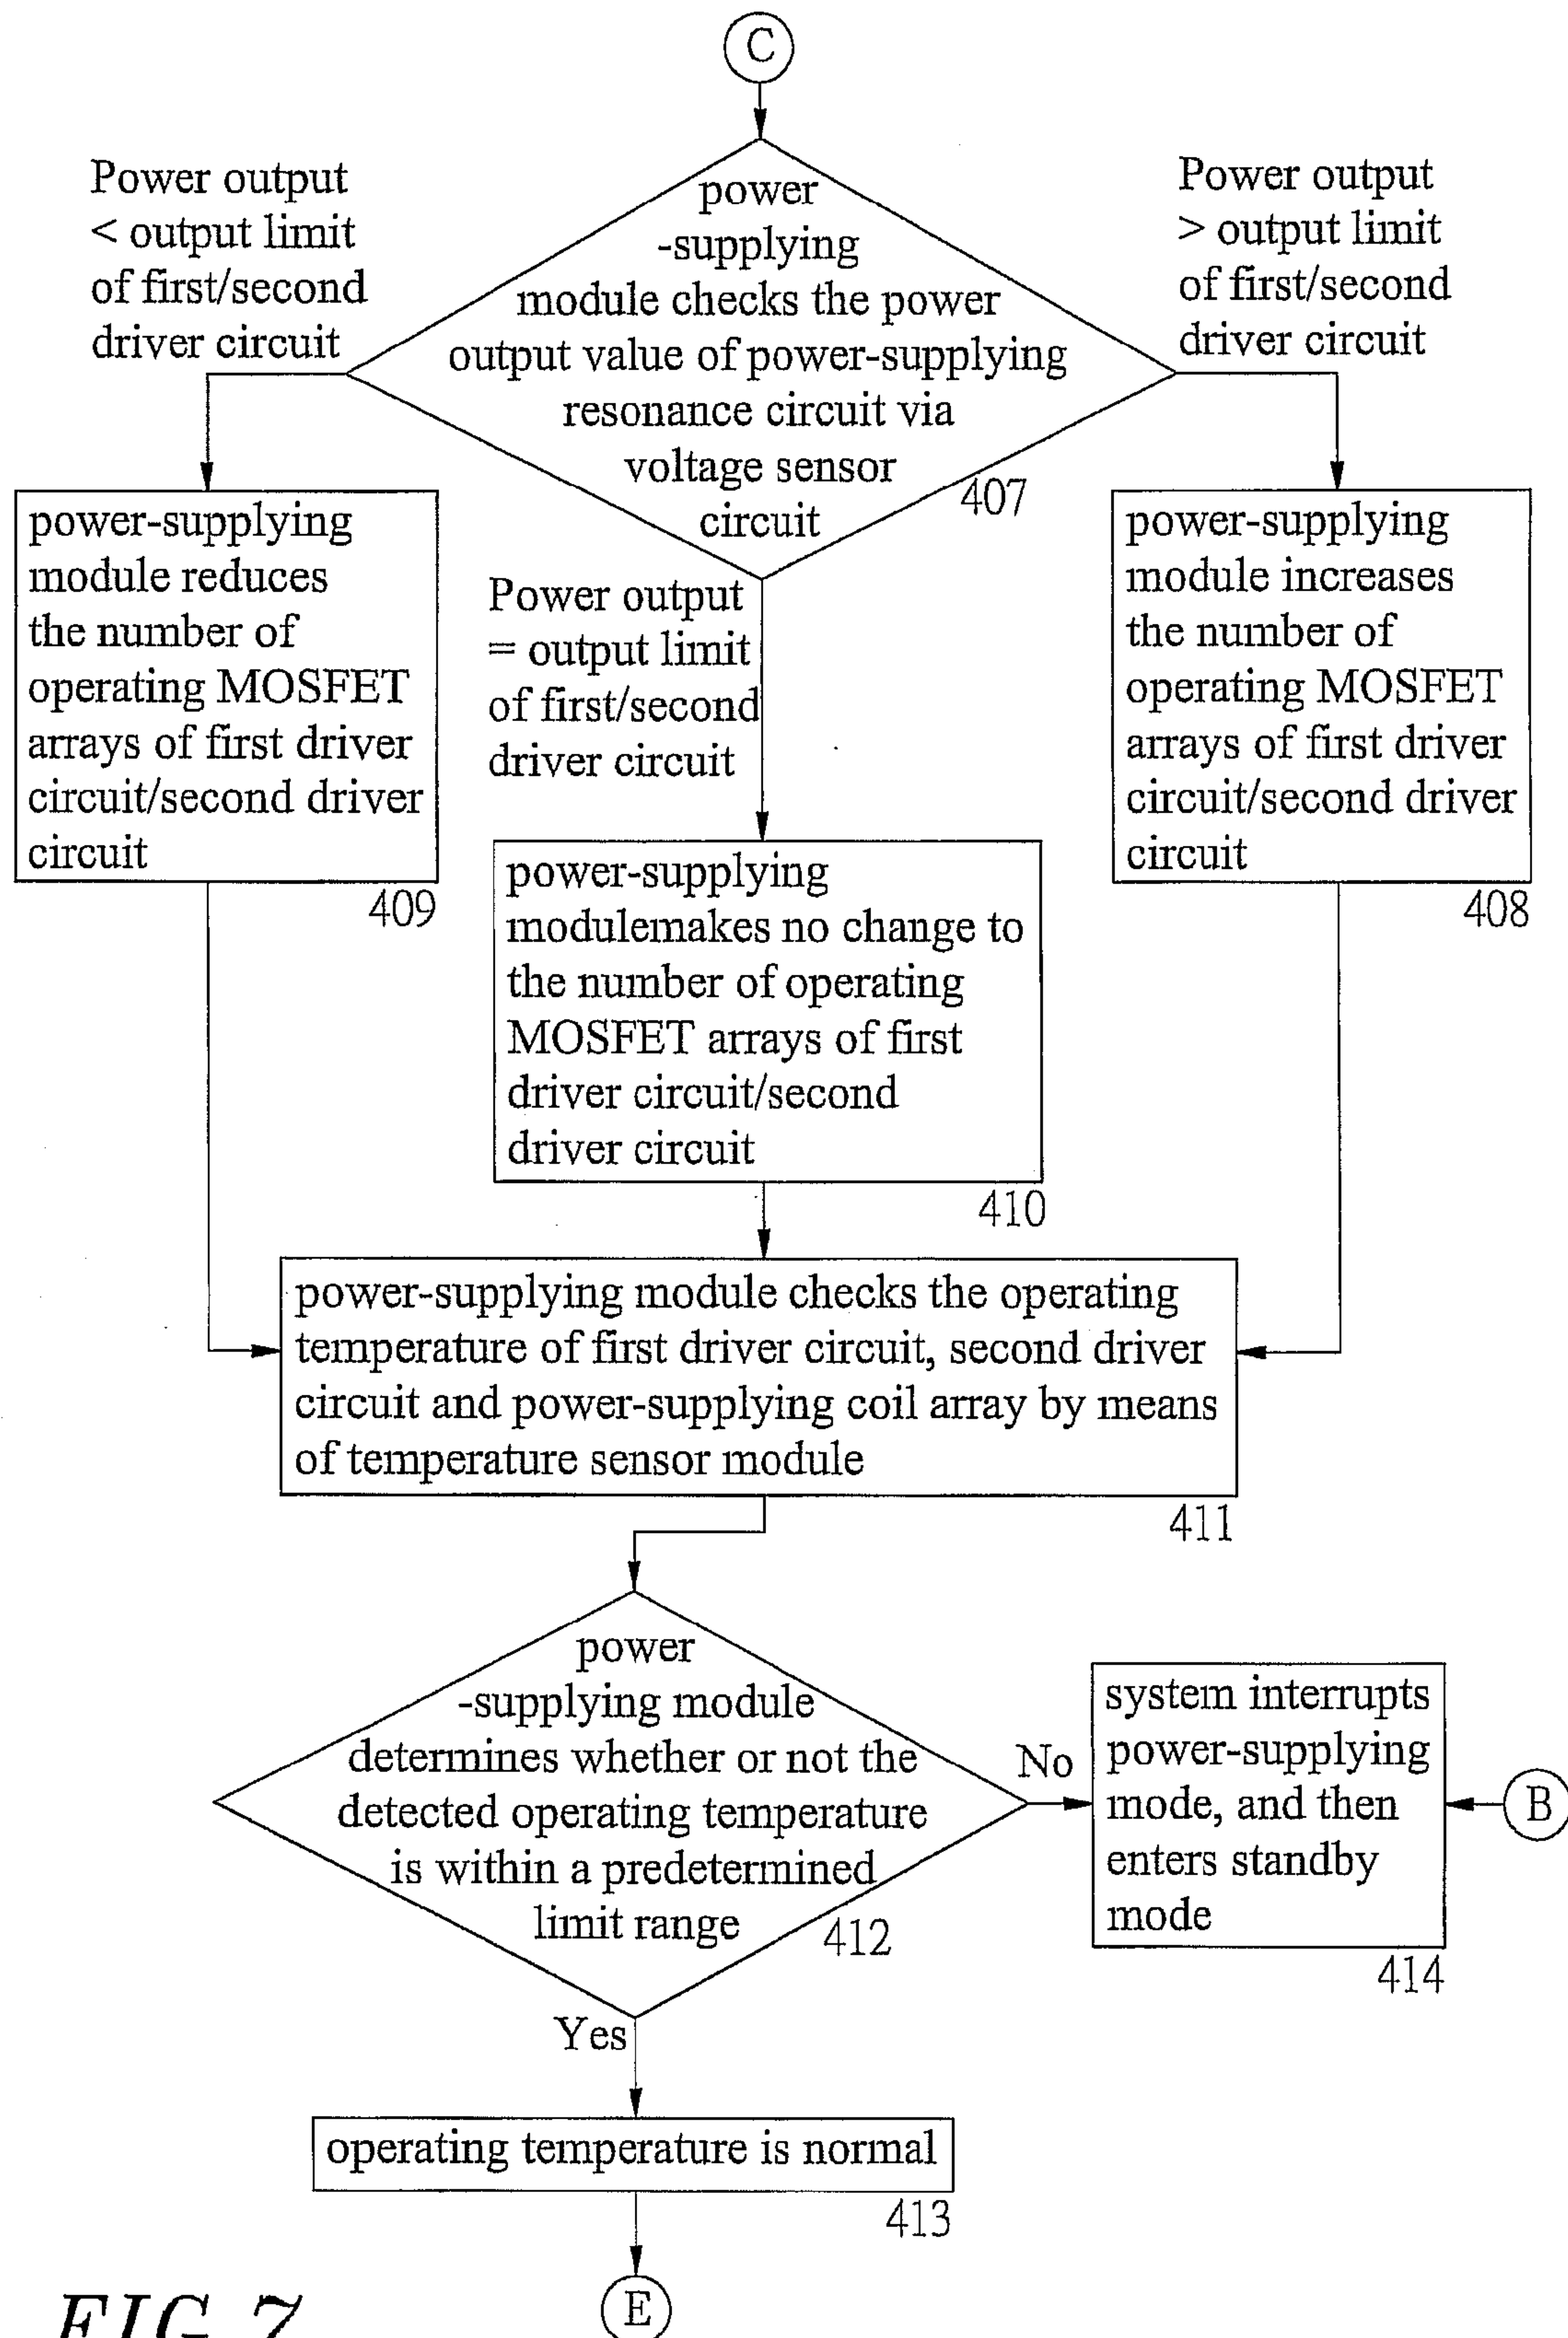 C
Power output
< output limit
of first/second
driver circuit
power
-supplying
module checks the power
output value of power-supplying
resonance circuit via
voltage sensor
circuit
407
Power output
> output limit
of first/second
driver circuit
power-supplying
module reduces
the number of
operating MOSFET
arrays of first driver
circuit/second driver
circuit
409
Power output
= output limit
of first/second
driver circuit
power-supplying
module increases
the number of
operating MOSFET
arrays of first driver
circuit/second driver
circuit
408
power-supplying
modulemakes no change to
the number of operating
MOSFET arrays of first
driver circuit/second
driver circuit
410
power-supplying module checks the operating
temperature of first driver circuit, second driver
circuit and power-supplying coil array by means
of temperature sensor module
411
power
-supplying module
determines whether or not the
detected operating temperature
is within a predetermined
limit range
412
No
system interrupts
power-supplying
mode, and then
enters standby
mode
414
B
Yes
operating temperature is normal
413
E
FIG. 7